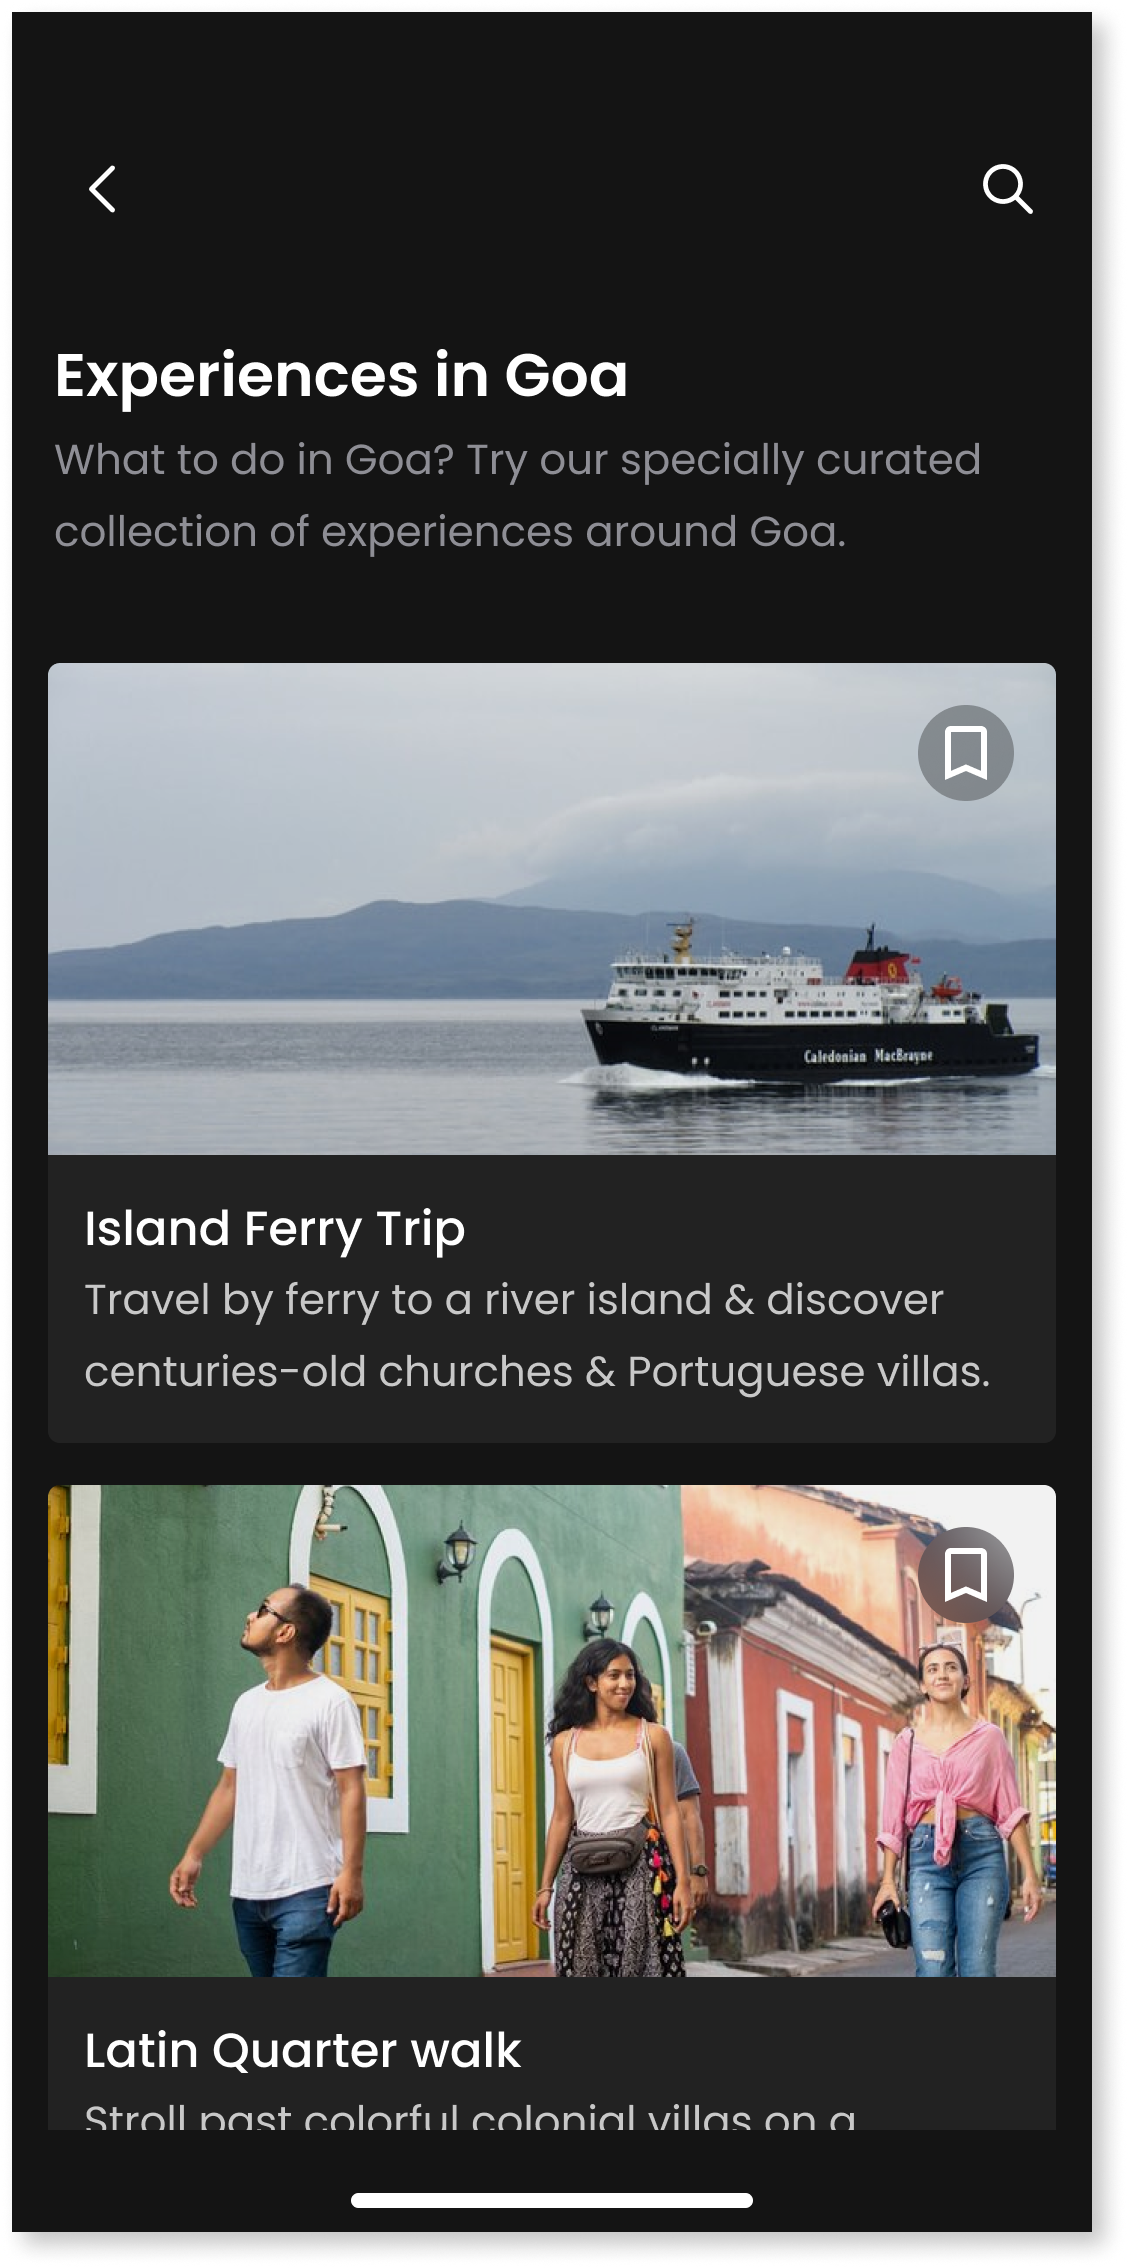 Experiences in Goa
What to do in Goa? Try our specially curated
collection of experiences around Goa.
Caledonian MacBrayne
Island Ferry Trip
Travel by ferry to a river island & discover
centuries-old churches & Portuguese villas.
Latin Quarter walk
Stroll past colorful colonial villas on a